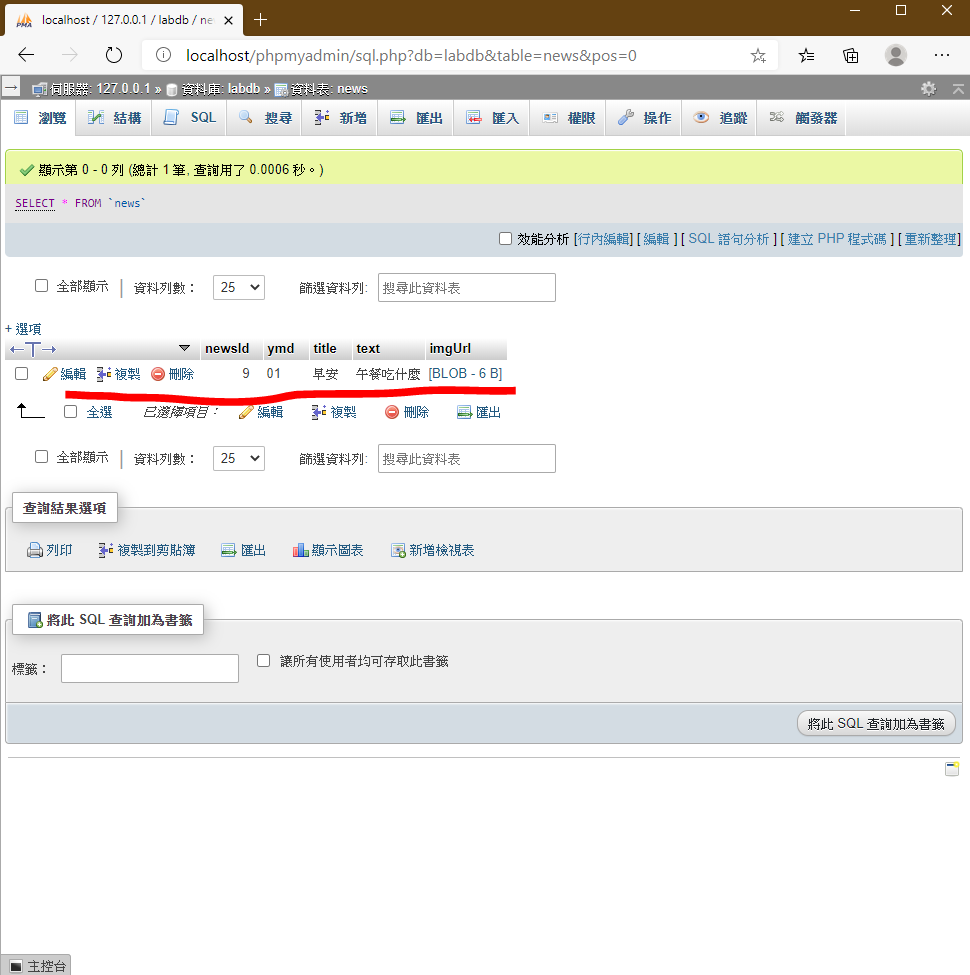 localhost / 127.0.0.1 / labdb / ne
localhost/phpmyadmin/sql.php?db=labdb&table=news&pos=0
伺服器: 127.0.0.1 » 資料庫: labdb » 資料表: news
瀏覽 結構 SQL 搜尋 新增 匯出 匯入 權限 操作 追蹤 觸發器
顯示第 0 - 0 列 (總計 1 筆, 查詢用了 0.0006 秒。)
SELECT * FROM `news`
效能分析 [行內編輯] [ 編輯 ] [ SQL 語句分析 ] [ 建立 PHP 程式碼 ] [ 重新整理]
全部顯示 | 資料列數： 25 篩選資料列: 搜尋此資料表
+ 選項
←T→ newsId ymd title text imgUrl
編輯 複製 刪除 9 01 早安 午餐吃什麼 [BLOB - 6 B]
全選 已選擇項目： 編輯 複製 刪除 匯出
全部顯示 | 資料列數： 25 篩選資料列: 搜尋此資料表
查詢結果選項
列印 複製到剪貼簿 匯出 顯示圖表 新增檢視表
將此 SQL 查詢加為書籤
標籤： 讓所有使用者均可存取此書籤
將此 SQL 查詢加為書籤
主控台